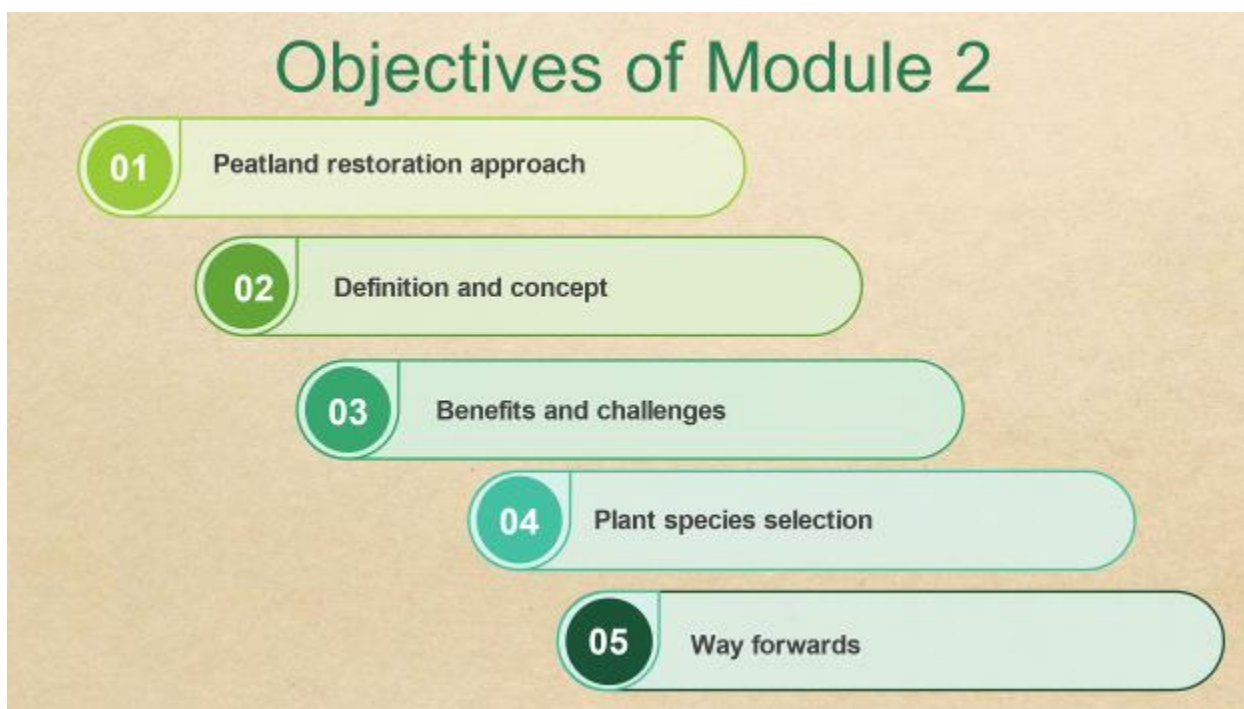 Objectives of Module 2
01 Peatland restoration approach
02 Definition and concept
03 Benefits and challenges
04 Plant species selection
05 Way forwards